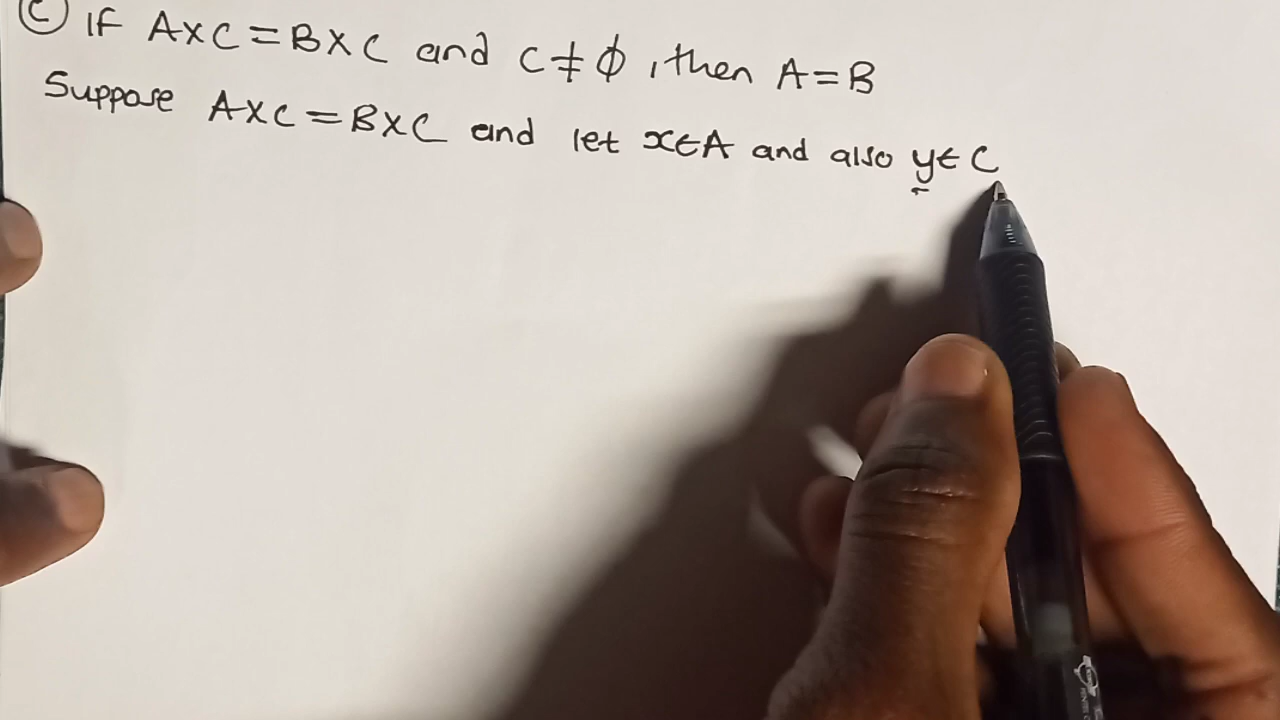 Ⓒ If A×C=B×C and C≠ϕ, then A=B
Suppose A×C=B×C and let x∈A and also y∈C